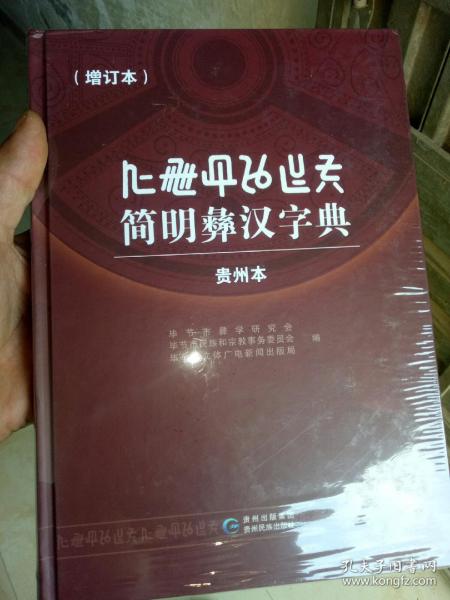 （增订本）
简明彝汉字典
贵州本
毕节市彝学研究会
毕节市民族和宗教事务委员会 编
文体广电新闻出版局
贵州出版集团
贵州民族出版社
孔夫子旧书网
www.kongfz.com